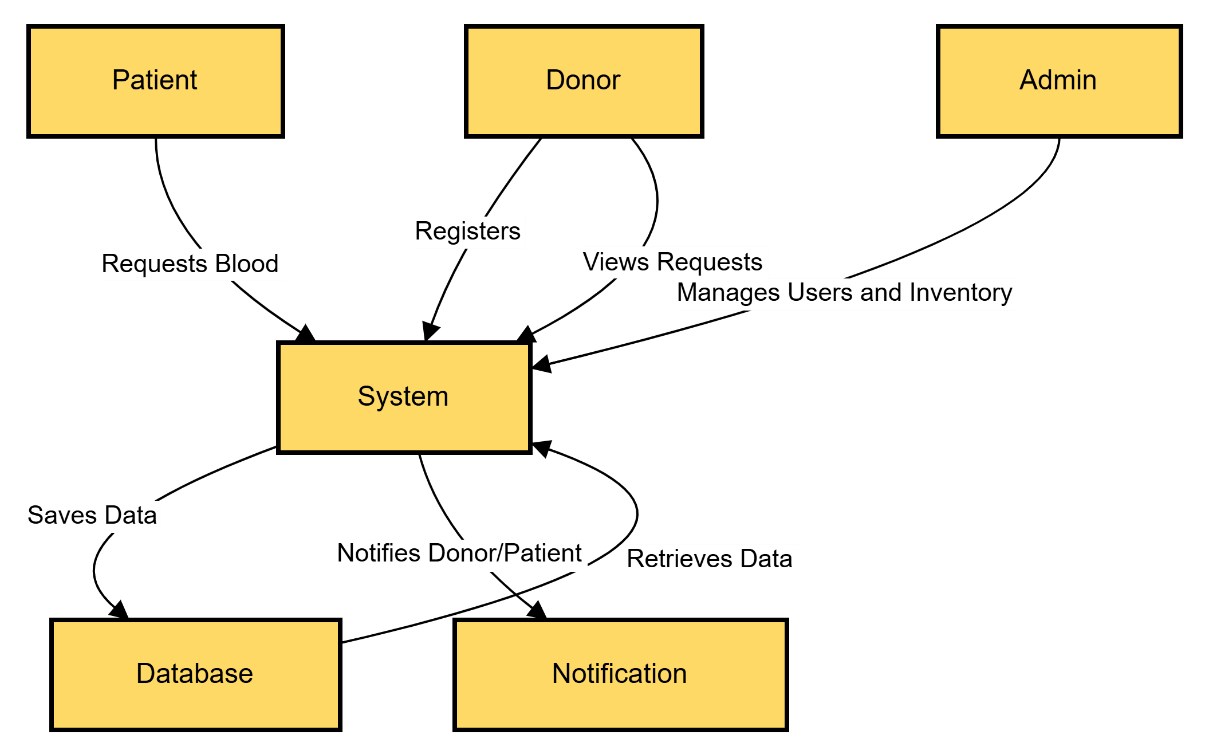 Patient
Donor
Admin
Registers
Requests Blood
Views Requests
Manages Users and Inventory
System
Saves Data
Notifies Donor/Patient
Retrieves Data
Database
Notification